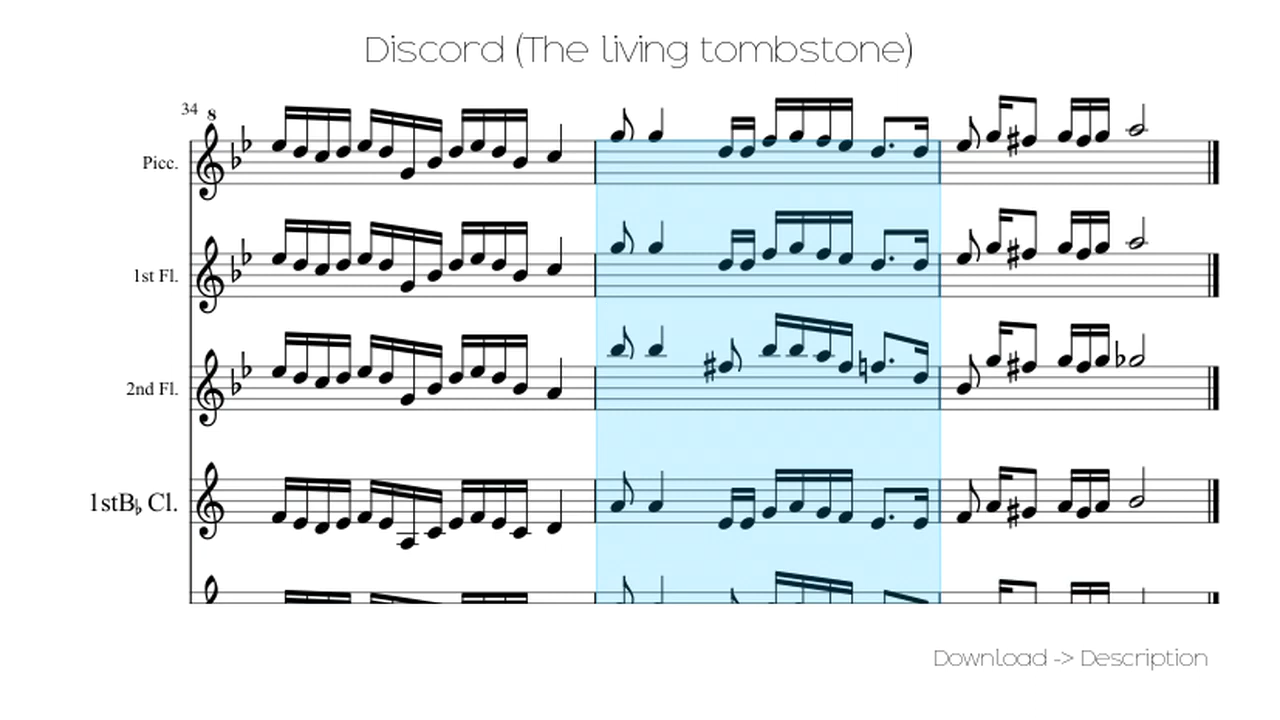 Discord (The living tombstone)
34
8
Picc.
1st Fl.
2nd Fl.
1stB♭ Cl.
Download -> Description